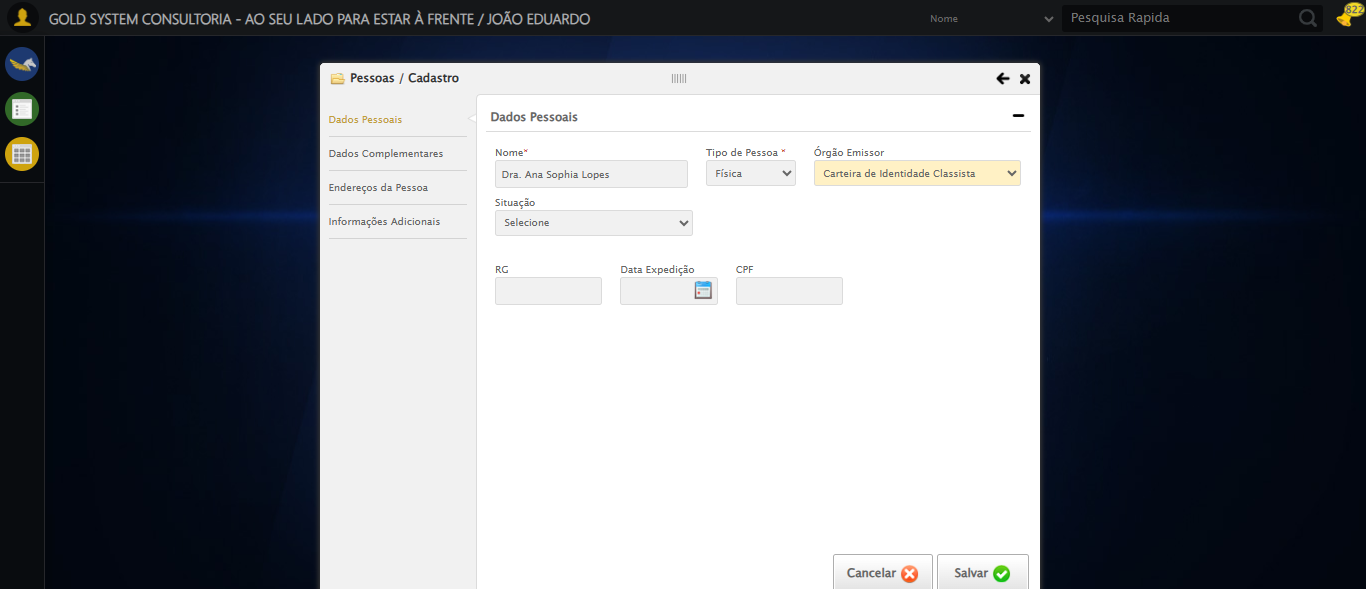 GOLD SYSTEM CONSULTORIA - AO SEU LADO PARA ESTAR À FRENTE / JOÃO EDUARDO
Nome
Pesquisa Rapida
822
Pessoas / Cadastro
Dados Pessoais
Dados Complementares
Endereços da Pessoa
Informações Adicionais
Dados Pessoais
Nome* Tipo de Pessoa * Órgão Emissor
Dra. Ana Sophia Lopes Física Carteira de Identidade Classista
Situação
Selecione
RG Data Expedição CPF
Cancelar Salvar